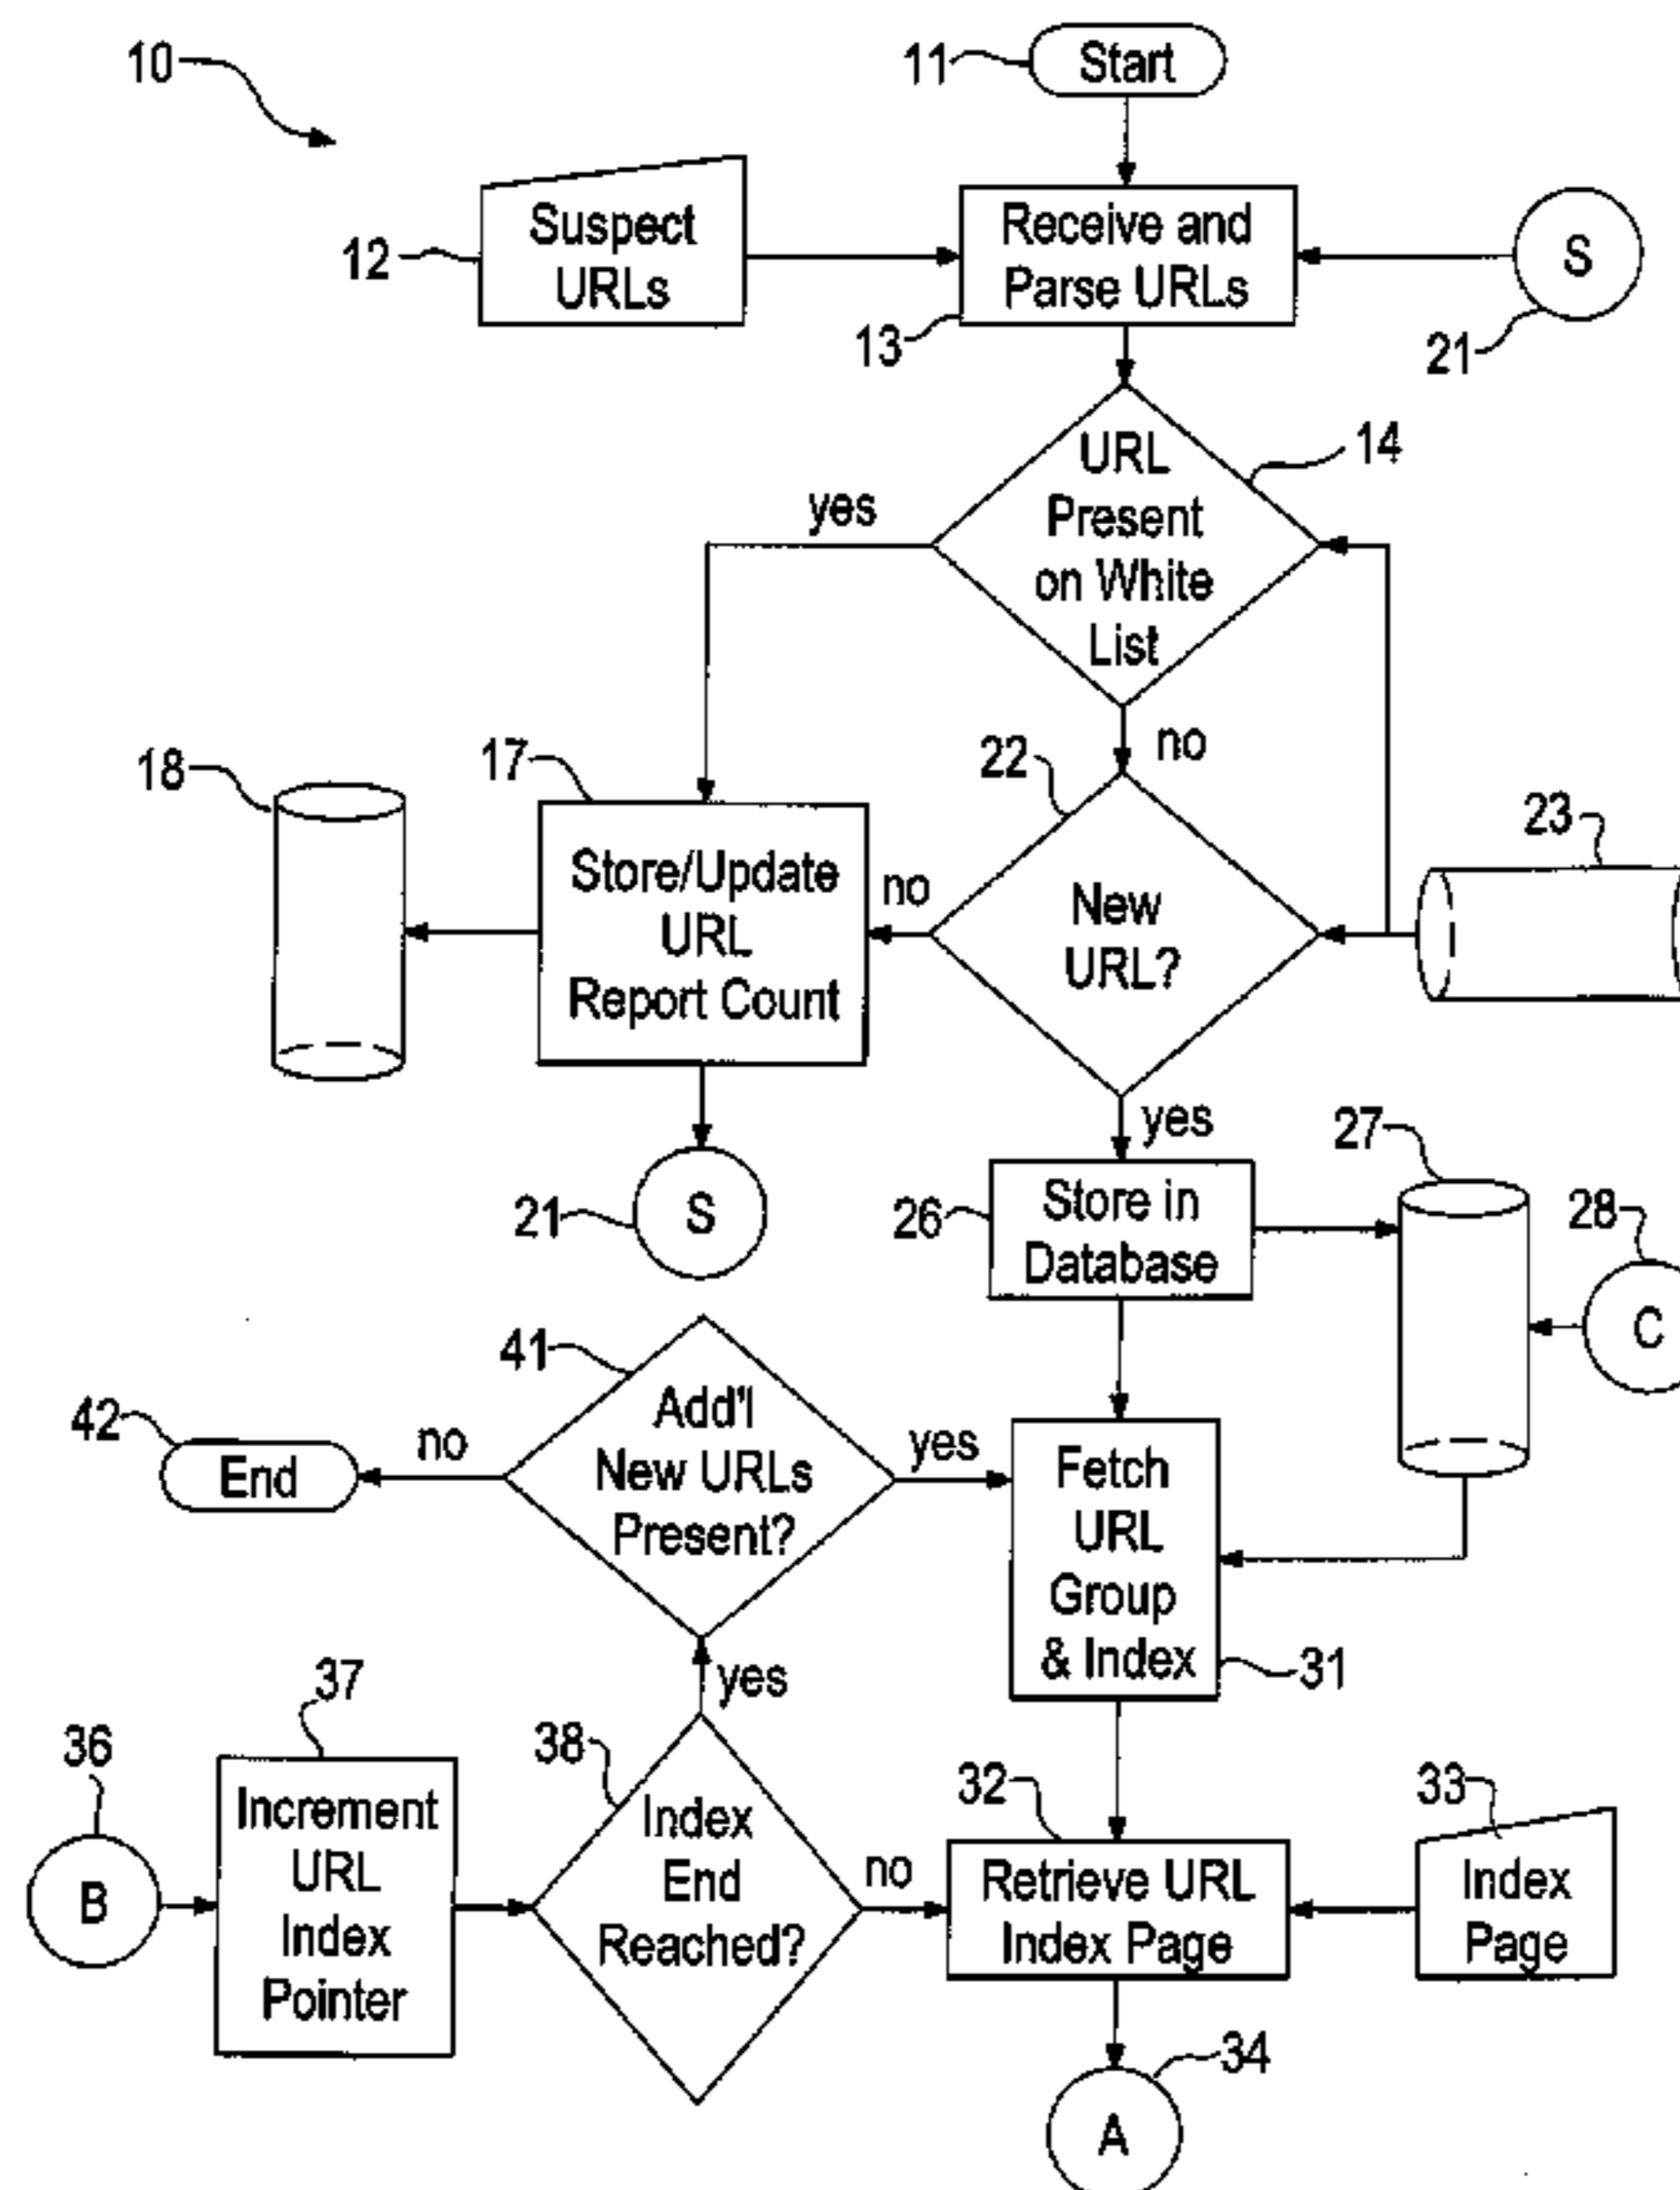 10
11
Start
12
Suspect
URLs
Receive and
Parse URLs
13
S
21
URL
Present
on White
List
14
yes
no
18
17
Store/Update
URL
Report Count
no
22
New
URL?
23
21
S
yes
26
Store in
Database
27
28
C
42
End
no
41
Add'l
New URLs
Present?
yes
Fetch
URL
Group
& Index
31
yes
36
B
37
Increment
URL
Index
Pointer
38
Index
End
Reached?
no
32
Retrieve URL
Index Page
33
Index
Page
34
A